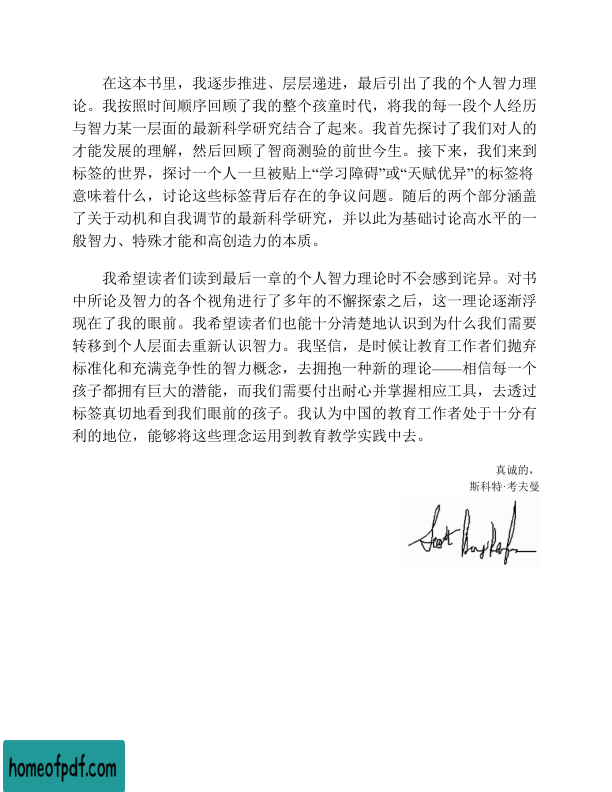 在这本书里，我逐步推进、层层递进，最后引出了我的个人智力理
论。我按照时间顺序回顾了我的整个孩童时代，将我的每一段个人经历
与智力某一层面的最新科学研究结合了起来。我首先探讨了我们对人的
才能发展的理解，然后回顾了智商测验的前世今生。接下来，我们来到
标签的世界，探讨一个人一旦被贴上“学习障碍”或“天赋优异”的标签将
意味着什么，讨论这些标签背后存在的争议问题。随后的两个部分涵盖
了关于动机和自我调节的最新科学研究，并以此为基础讨论高水平的一
般智力、特殊才能和高创造力的本质。
我希望读者们读到最后一章的个人智力理论时不会感到诧异。对书
中所论及智力的各个视角进行了多年的不懈探索之后，这一理论逐渐浮
现在了我的眼前。我希望读者们也能十分清楚地认识到为什么我们需要
转移到个人层面去重新认识智力。我坚信，是时候让教育工作者们抛弃
标准化和充满竞争性的智力概念，去拥抱一种新的理论——相信每一个
孩子都拥有巨大的潜能，而我们需要付出耐心并掌握相应工具，去透过
标签真切地看到我们眼前的孩子。我认为中国的教育工作者处于十分有
利的地位，能够将这些理念运用到教育教学实践中去。
真诚的，
斯科特·考夫曼
Scott
homeofpdf.com